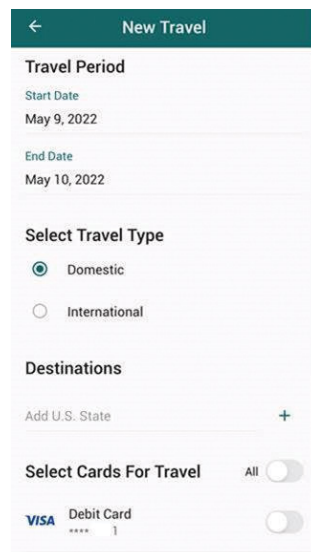 New Travel
Travel Period
Start Date
May 9, 2022
End Date
May 10, 2022
Select Travel Type
Domestic
International
Destinations
Add U.S. State +
Select Cards For Travel All
VISA Debit Card
**** 1